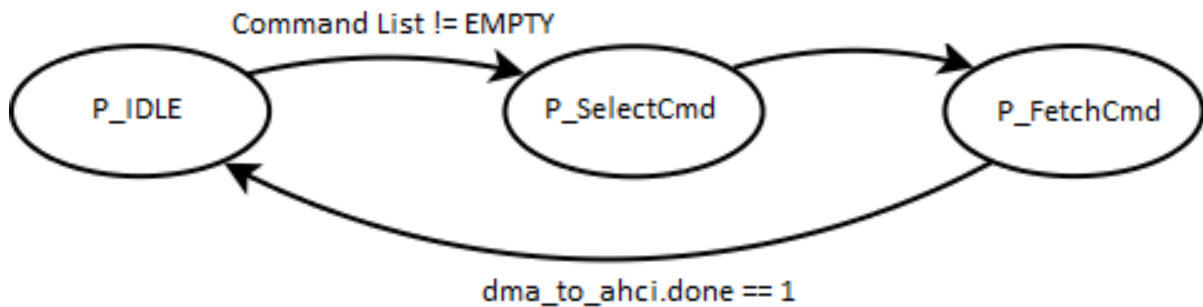 Command List != EMPTY
P_IDLE
P_SelectCmd
P_FetchCmd
dma_to_ahci.done == 1